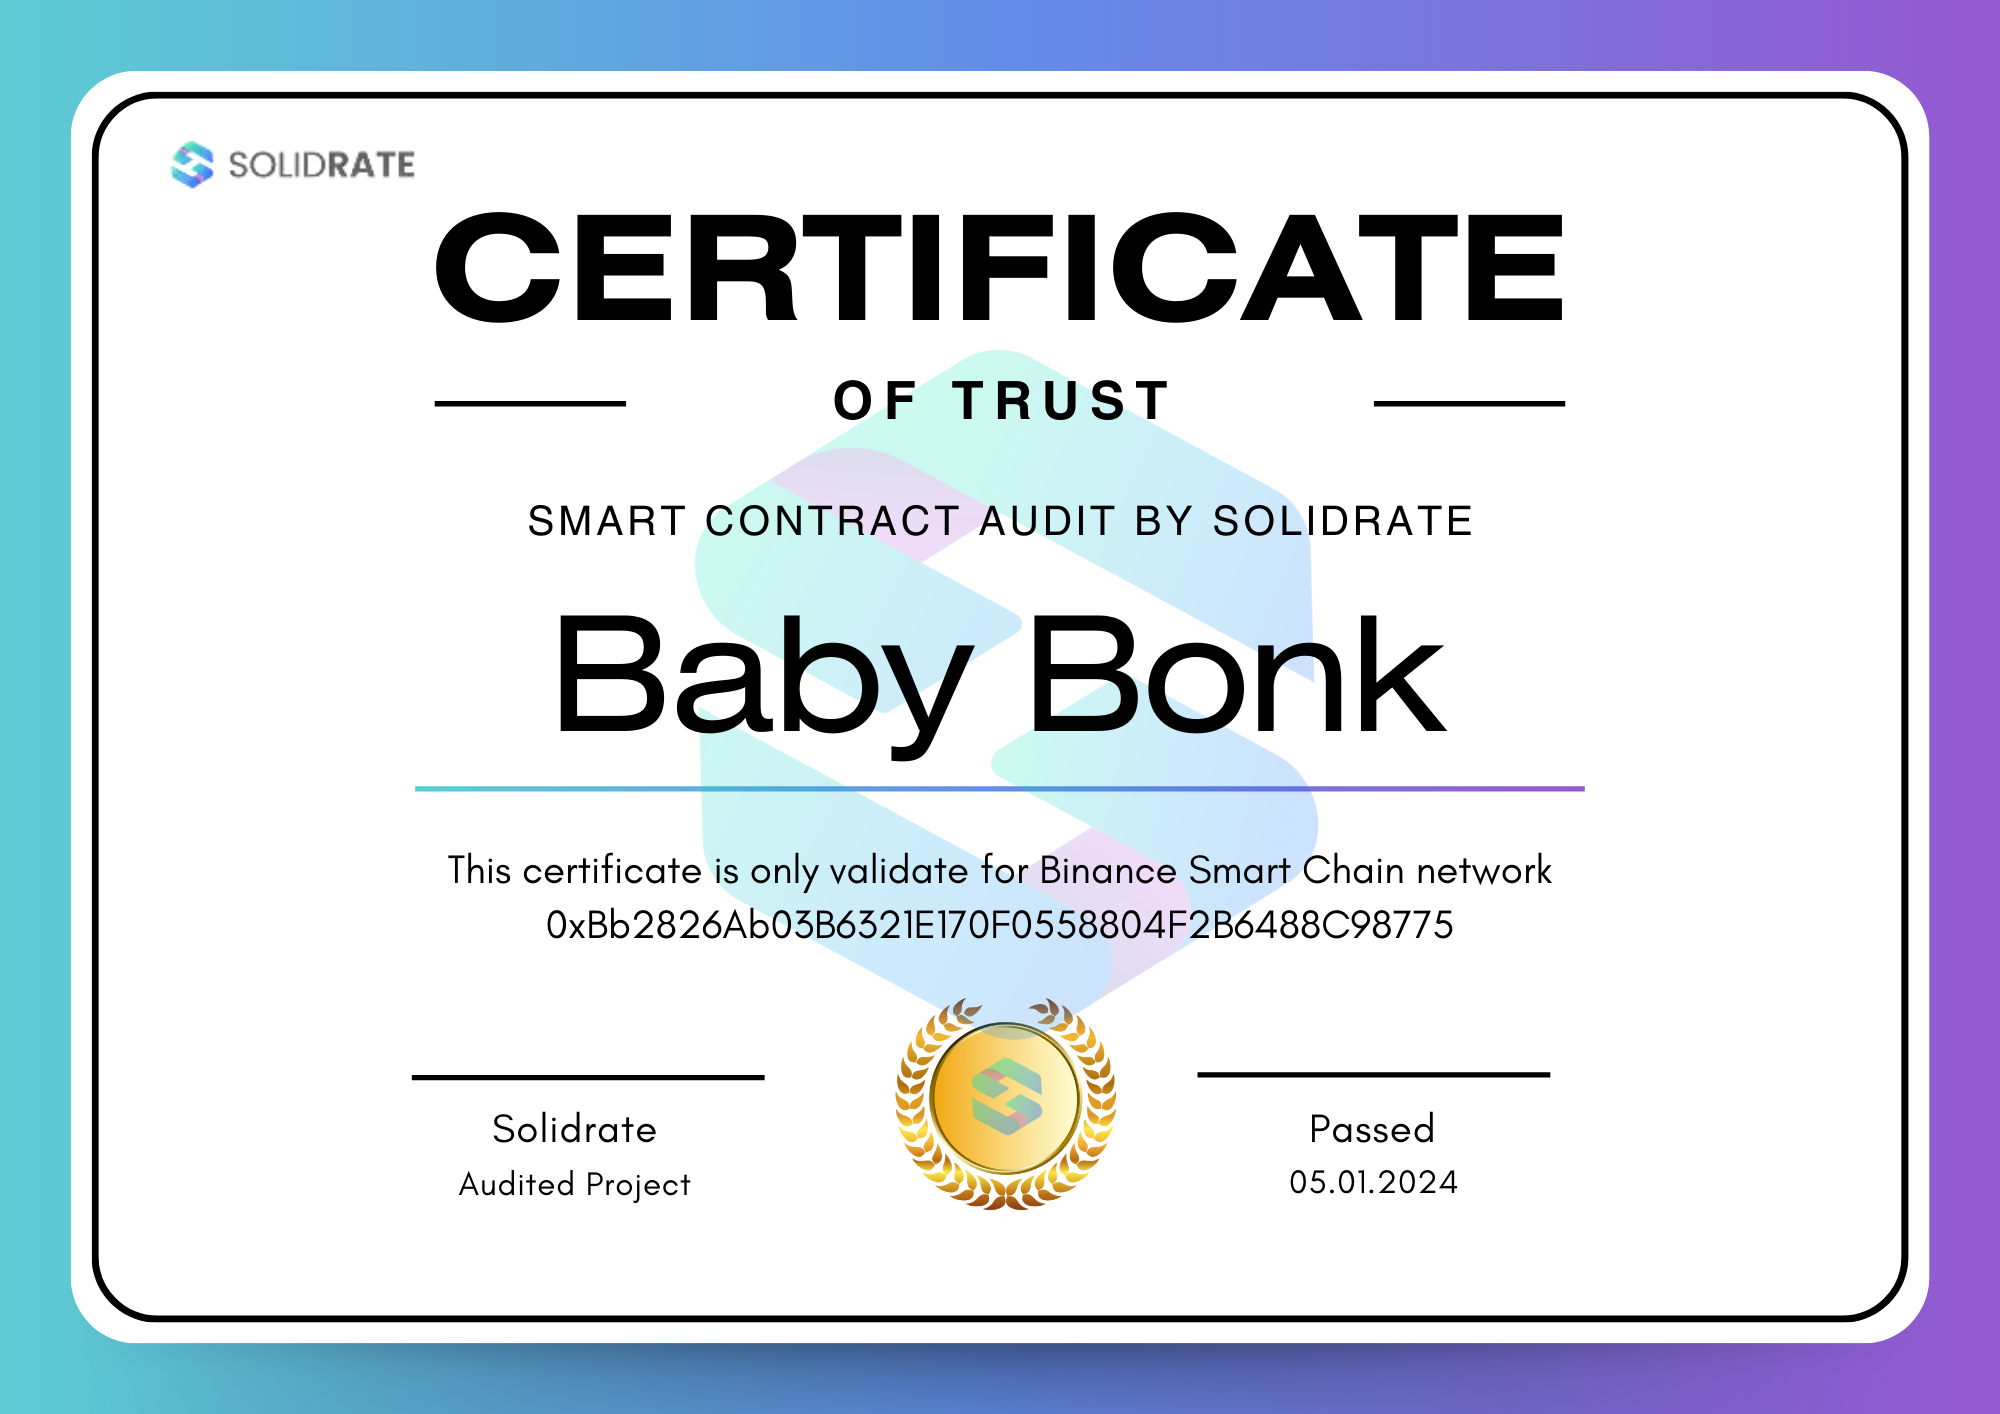 SOLIDRATE
CERTIFICATE
OF TRUST
SMART CONTRACT AUDIT BY SOLIDRATE
Baby Bonk
This certificate is only validate for Binance Smart Chain network
0xBb2826Ab03B6321E170F0558804F2B6488C98775
Solidrate
Audited Project
Passed
05.01.2024